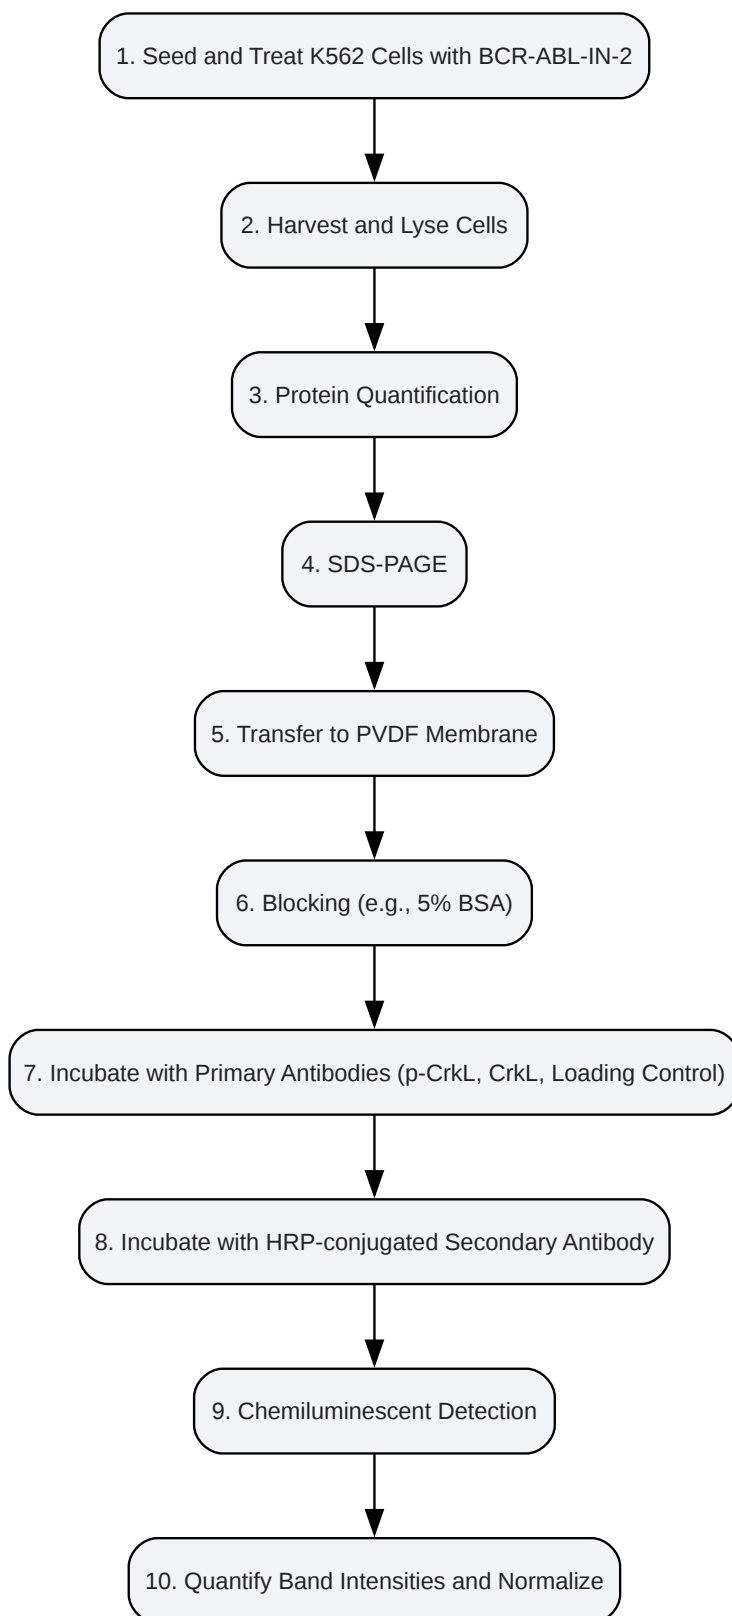 1. Seed and Treat K562 Cells with BCR-ABL-IN-2
2. Harvest and Lyse Cells
3. Protein Quantification
4. SDS-PAGE
5. Transfer to PVDF Membrane
6. Blocking (e.g., 5% BSA)
7. Incubate with Primary Antibodies (p-CrkL, CrkL, Loading Control)
8. Incubate with HRP-conjugated Secondary Antibody
9. Chemiluminescent Detection
10. Quantify Band Intensities and Normalize